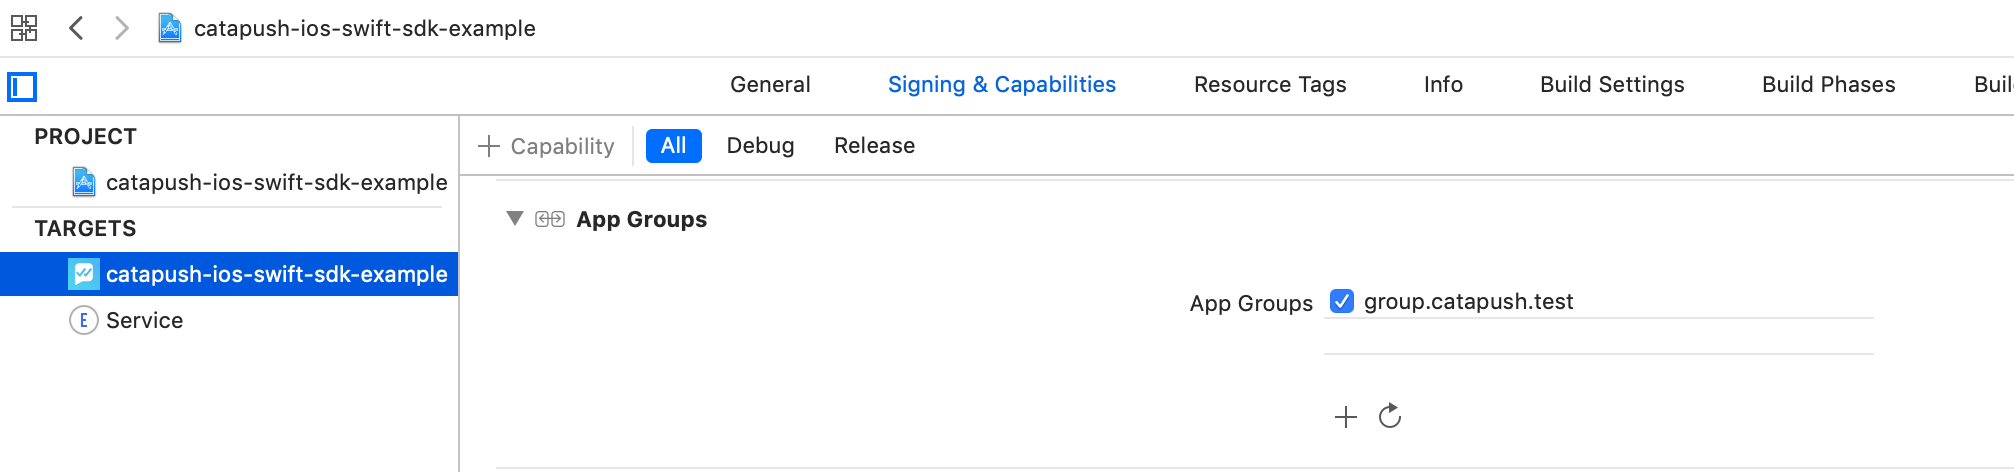 catapush-ios-swift-sdk-example
General Signing & Capabilities Resource Tags Info Build Settings Build Phases Buil
PROJECT
catapush-ios-swift-sdk-example
TARGETS
catapush-ios-swift-sdk-example
E Service
Capability All Debug Release
App Groups
App Groups group.catapush.test